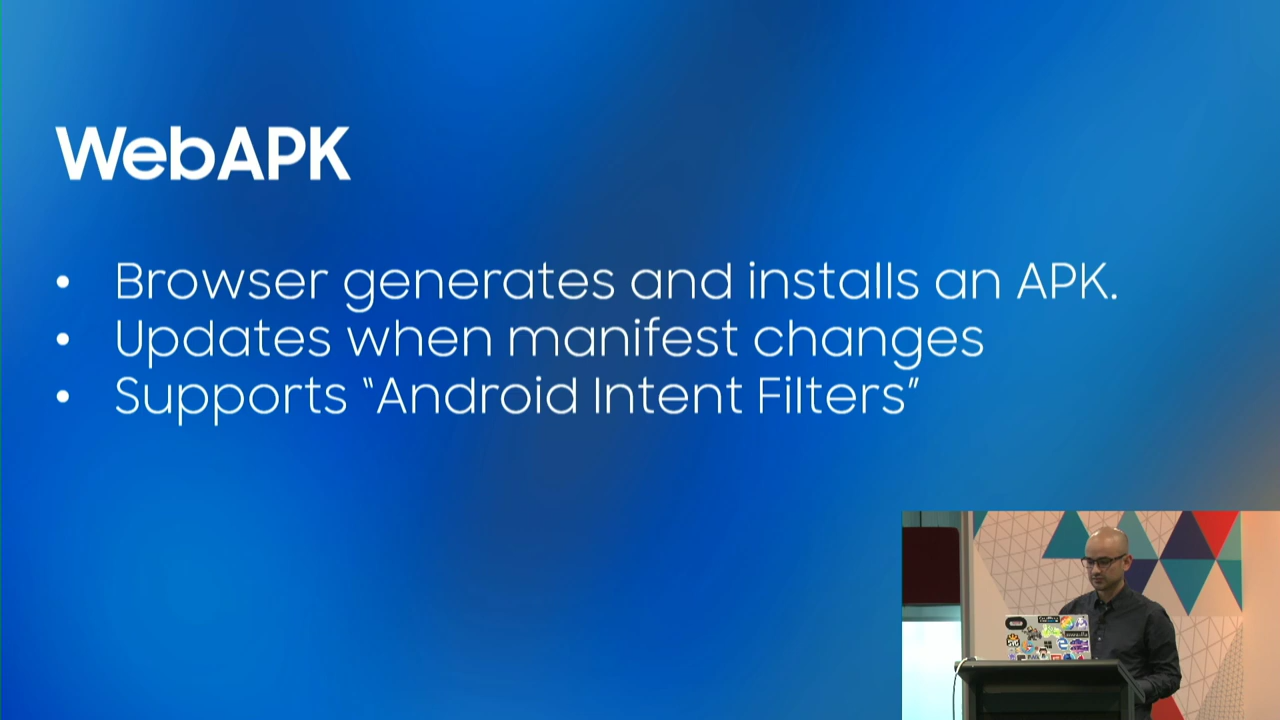 WebAPK
• Browser generates and installs an APK.
• Updates when manifest changes
• Supports “Android Intent Filters”